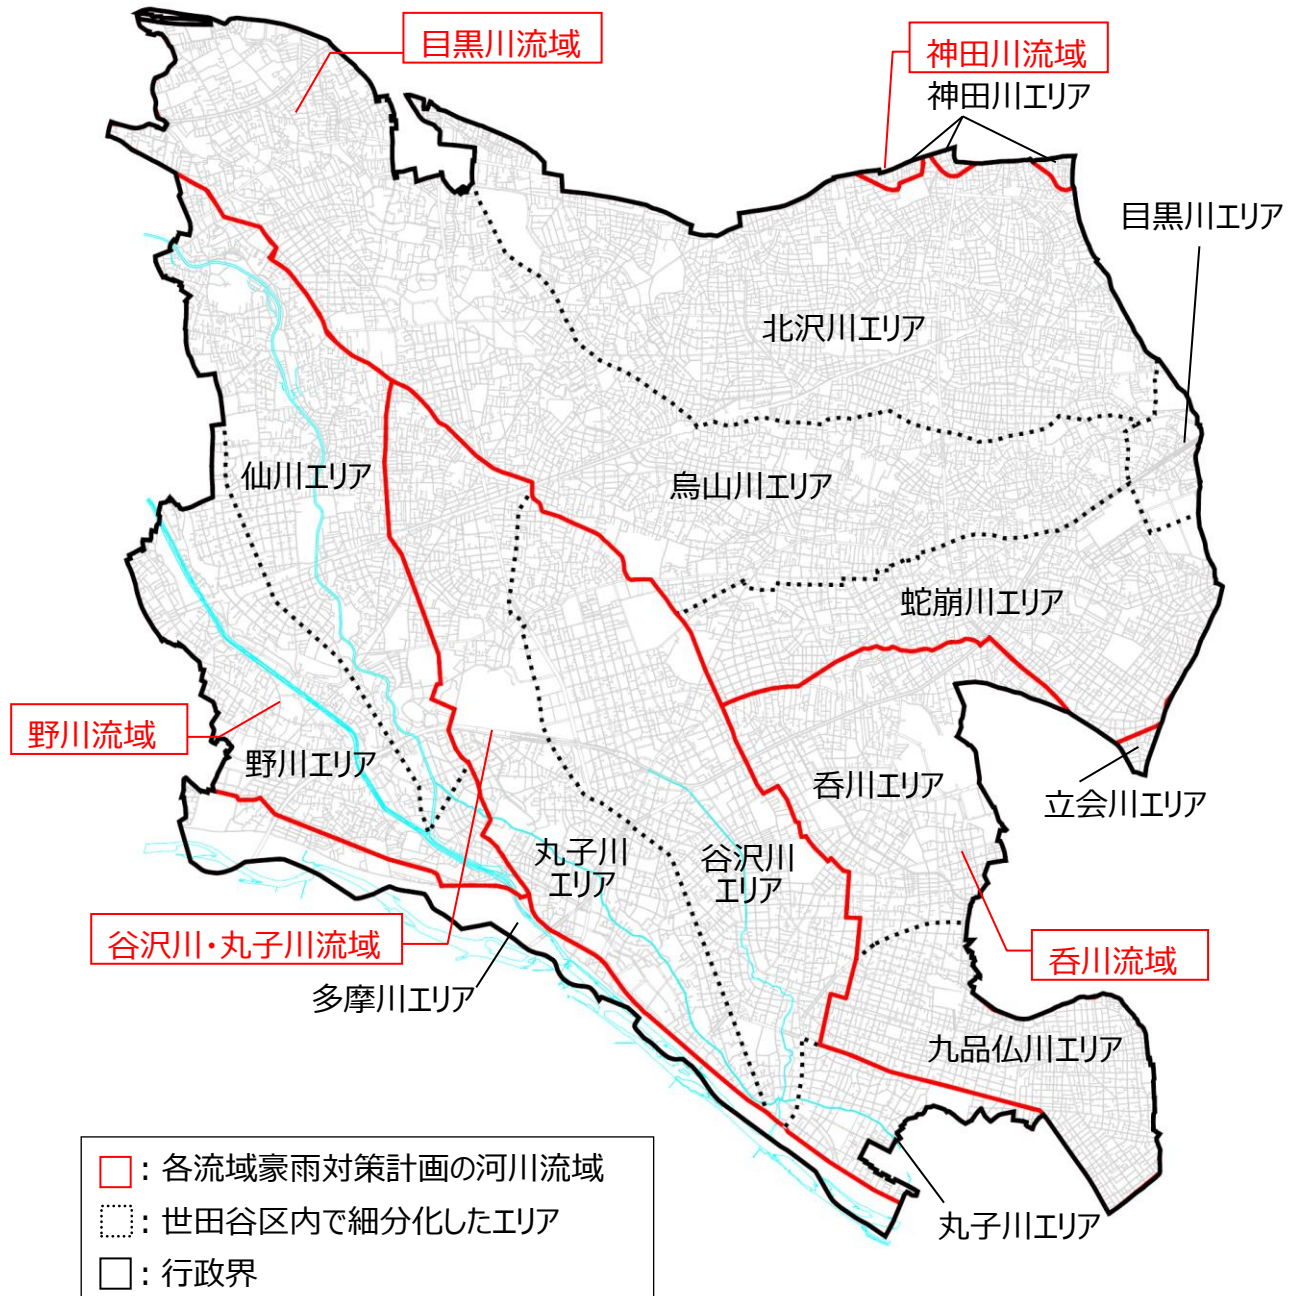 目黒川流域
神田川流域
神田川エリア
目黒川エリア
北沢川エリア
仙川エリア
烏山川エリア
蛇崩川エリア
野川流域
野川エリア
呑川エリア
立会川エリア
丸子川
エリア
谷沢川
エリア
谷沢川・丸子川流域
呑川流域
多摩川エリア
九品仏川エリア
丸子川エリア
：各流域豪雨対策計画の河川流域
：世田谷区内で細分化したエリア
：行政界